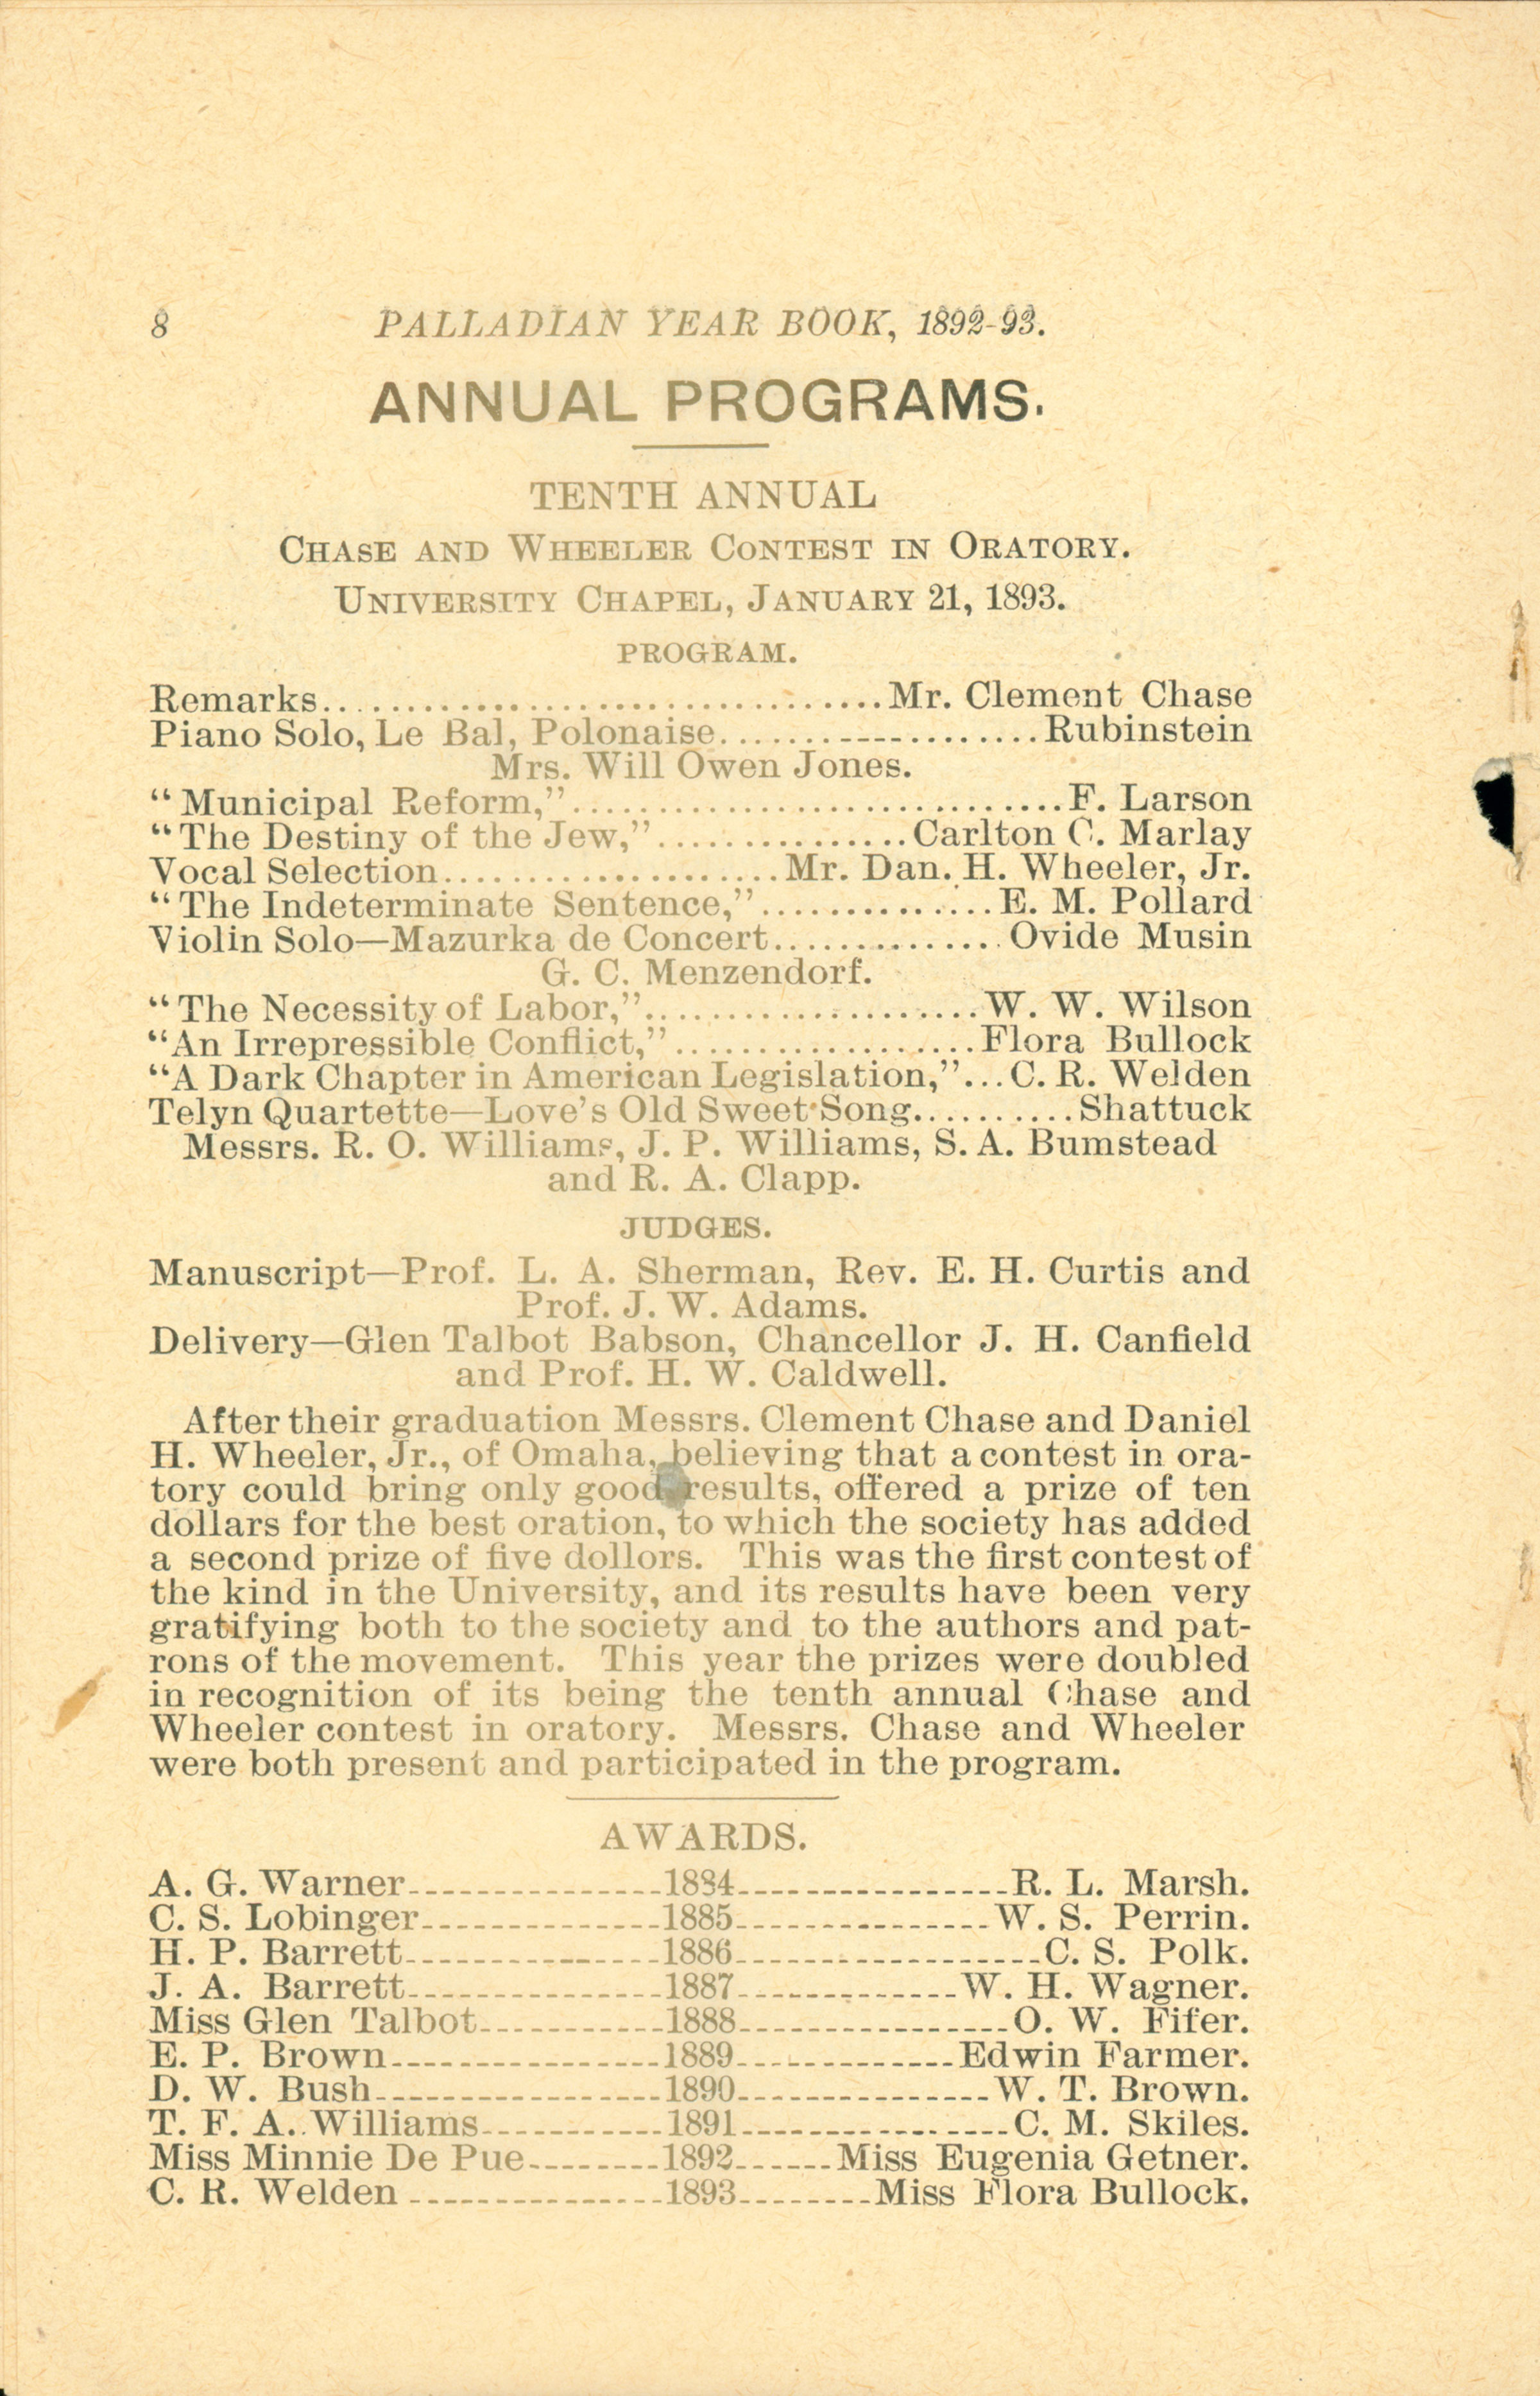 8 PALLADIAN YEAR BOOK, 1892-93.
ANNUAL PROGRAMS.
TENTH ANNUAL
CHASE AND WHEELER CONTEST IN ORATORY.
UNIVERSITY CHAPEL, JANUARY 21, 1893.
PROGRAM.
Remarks......................................Mr. Clement Chase
Piano Solo, Le Bal, Polonaise.......---........Rubinstein
Mrs. Will Owen Jones.
“Municipal Reform,”.................................F. Larson
“The Destiny of the Jew,”.................Carlton C. Marlay
Vocal Selection.......................Mr. Dan. H. Wheeler, Jr.
“The Indeterminate Sentence,”...............E. M. Pollard
Violin Solo—Mazurka de Concert...............Ovide Musin
G. C. Menzendorf.
“The Necessity of Labor,”......................W. W. Wilson
“An Irrepressible Conflict,”....................Flora Bullock
“A Dark Chapter in American Legislation,”...C. R. Welden
Telyn Quartette—Love’s Old Sweet Song..........Shattuck
Messrs. R. O. Williams, J. P. Williams, S. A. Bumstead
and R. A. Clapp.
JUDGES.
Manuscript—Prof. L. A. Sherman, Rev. E. H. Curtis and
Prof. J. W. Adams.
Delivery—Glen Talbot Babson, Chancellor J. H. Canfield
and Prof. H. W. Caldwell.
After their graduation Messrs. Clement Chase and Daniel
H. Wheeler, Jr., of Omaha, believing that a contest in ora-
tory could bring only good results, offered a prize of ten
dollars for the best oration, to which the society has added
a second prize of five dollors. This was the first contest of
the kind in the University, and its results have been very
gratifying both to the society and to the authors and pat-
rons of the movement. This year the prizes were doubled
in recognition of its being the tenth annual Chase and
Wheeler contest in oratory. Messrs. Chase and Wheeler
were both present and participated in the program.
AWARDS.
A. G. Warner---------------1884----------------R. L. Marsh.
C. S. Lobinger--------------1885---------------W. S. Perrin.
H. P. Barrett---------------1886------------------C. S. Polk.
J. A. Barrett---------------1887-------------W. H. Wagner.
Miss Glen Talbot-----------1888----------------O. W. Fifer.
E. P. Brown----------------1889-------------Edwin Farmer.
D. W. Bush-----------------1890---------------W. T. Brown.
T. F. A. Williams-----------1891----------------C. M. Skiles.
Miss Minnie De Pue--------1892------Miss Eugenia Getner.
C. R. Welden ---------------1893--------Miss Flora Bullock.